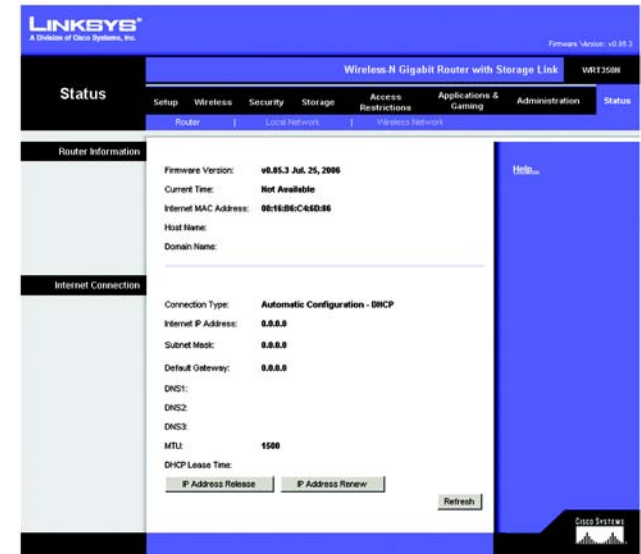 LINKSYS®
A Division of Cisco Systems, Inc.
Firmware Version: v0.85.3
Wireless-N Gigabit Router with Storage Link WRT350N
Status
Setup Wireless Security Storage Access Restrictions Applications & Gaming Administration Status
Router | Local Network | Wireless Network
Router Information
Firmware Version: v0.85.3 Jul. 25, 2006
Help...
Current Time: Not Available
Internet MAC Address: 00:16:B6:C4:6D:86
Host Name:
Domain Name:
Internet Connection
Connection Type: Automatic Configuration - DHCP
Internet IP Address: 0.0.0.0
Subnet Mask: 0.0.0.0
Default Gateway: 0.0.0.0
DNS1:
DNS2:
DNS3:
MTU: 1500
DHCP Lease Time:
IP Address Release IP Address Renew
Refresh
CISCO SYSTEMS